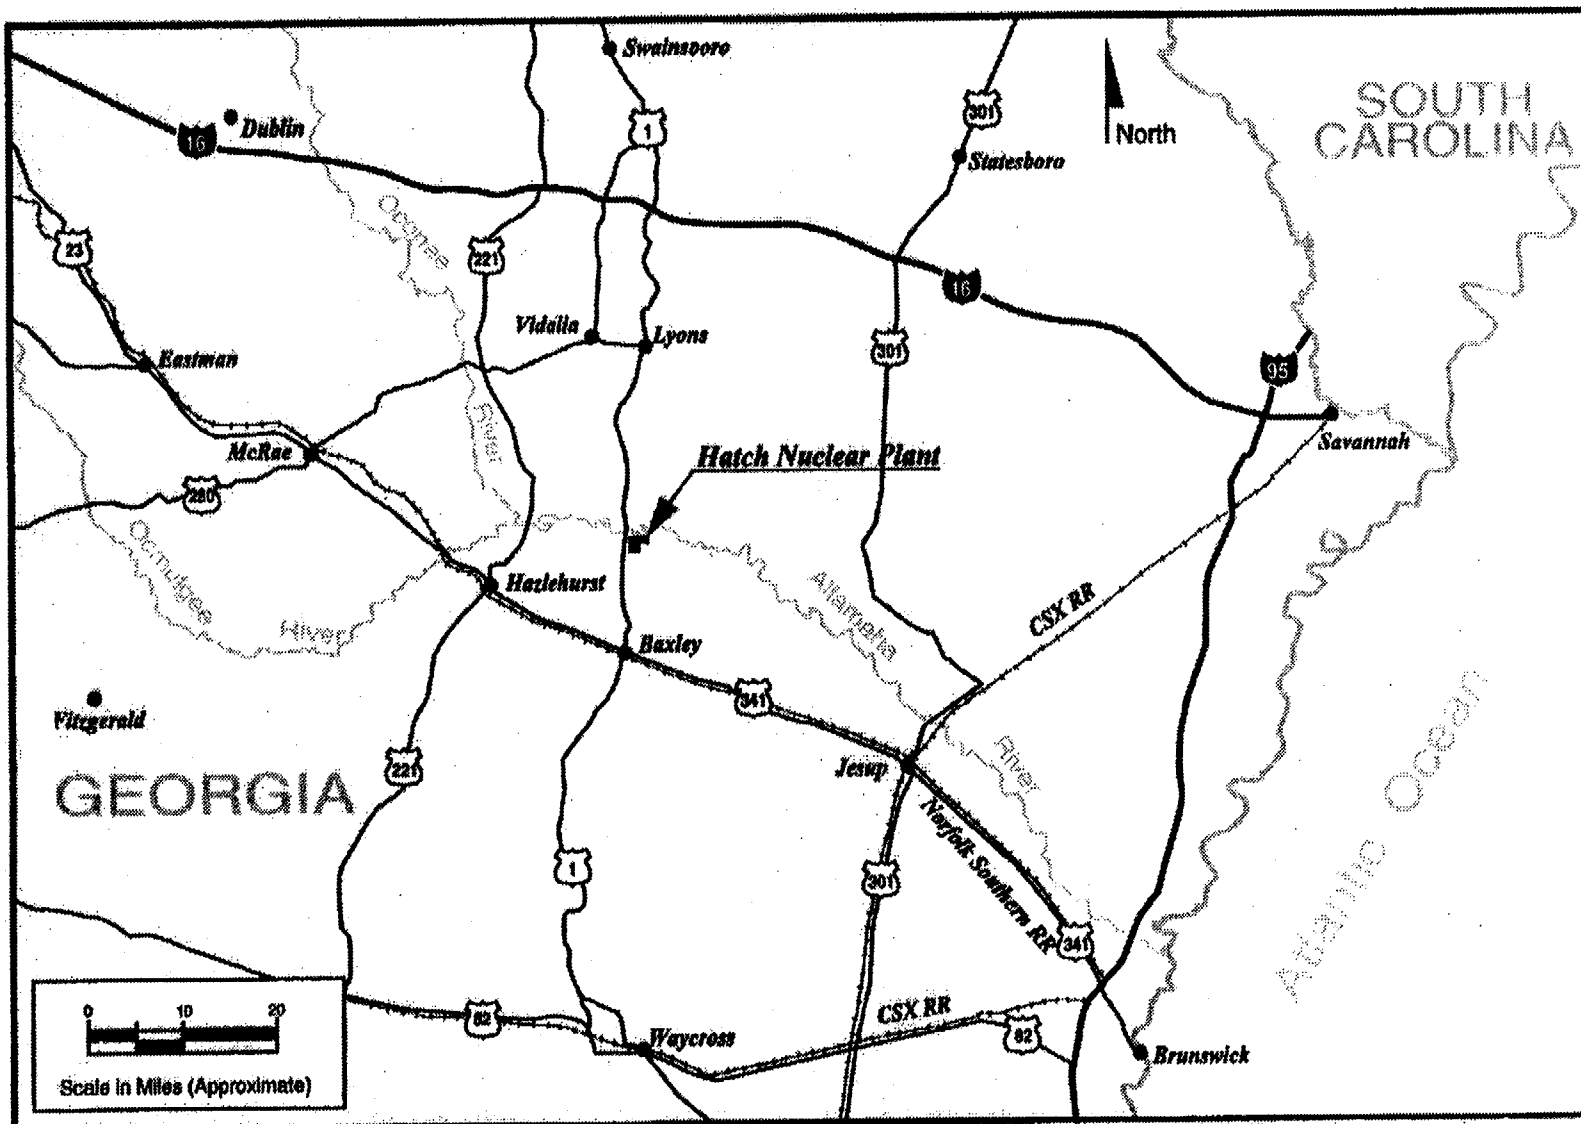 Swainsboro
SOUTH
CAROLINA
301
1
Dublin
16
North
Statesboro
Oconee
23
221
16
Vidalia
Lyons
301
Eastman
95
River
Savannah
McRae
Hatch Nuclear Plant
280
Ocmulgee
Altamaha
Hazlehurst
CSX RR
River
Baxley
341
Fitzgerald
221
GEORGIA
Jesup
River
Atlantic Ocean
Norfolk Southern RR
1
301
341
0 10 20
Scale in Miles (Approximate)
82
CSX RR
82
Waycross
Brunswick